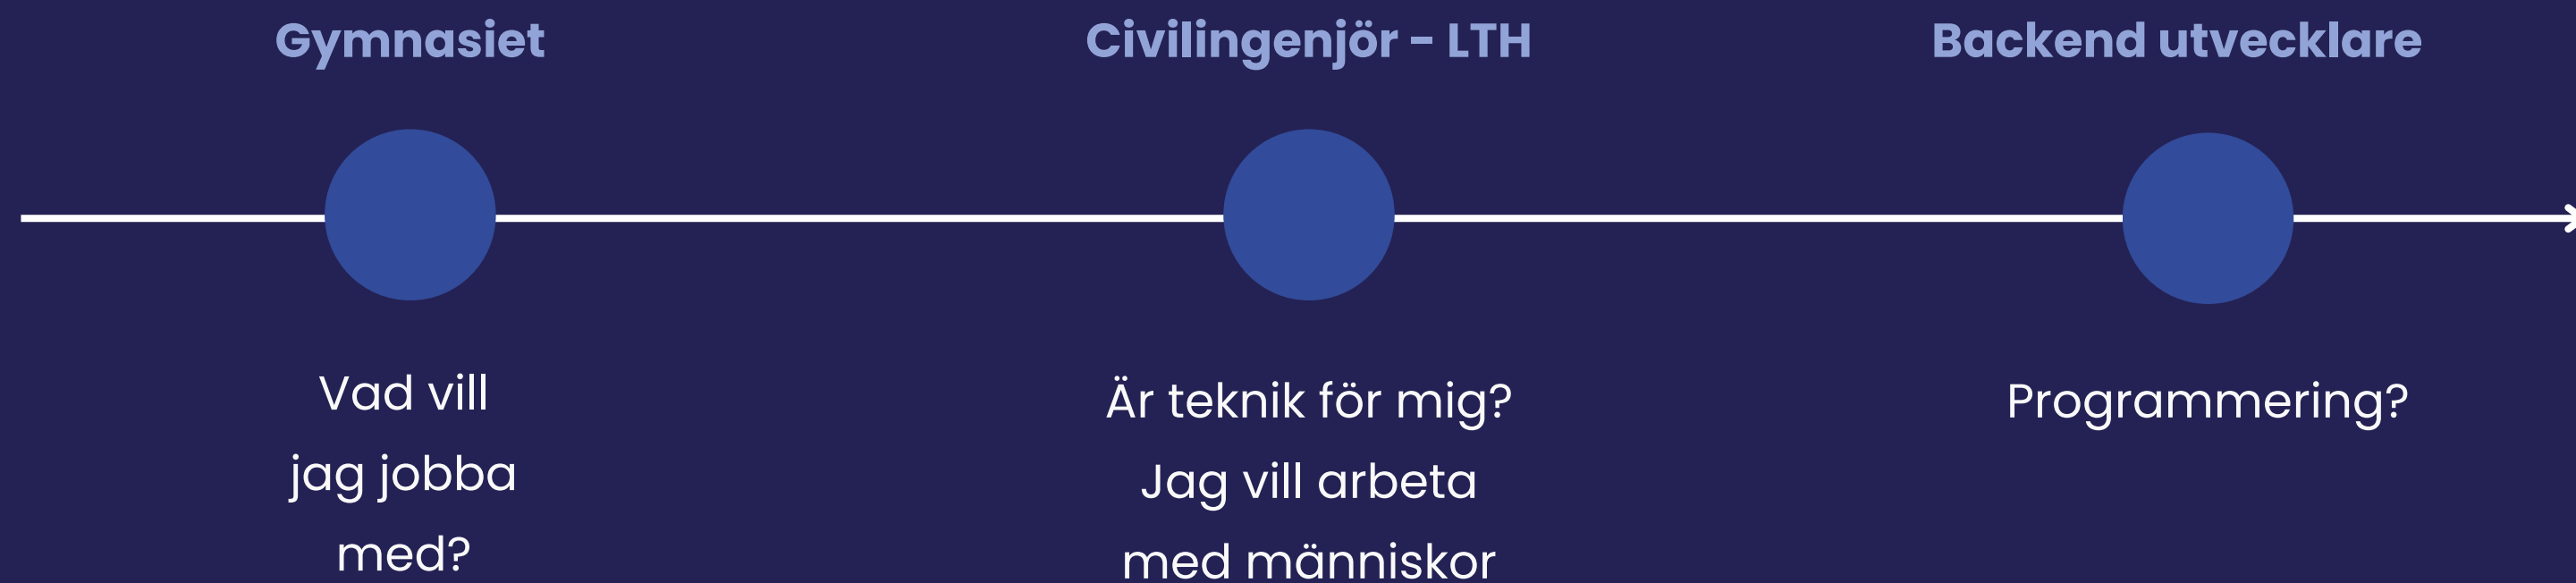 Gymnasiet
Civilingenjör - LTH
Backend utvecklare
Vad vill
jag jobba
med?
Är teknik för mig?
Jag vill arbeta
med människor
Programmering?